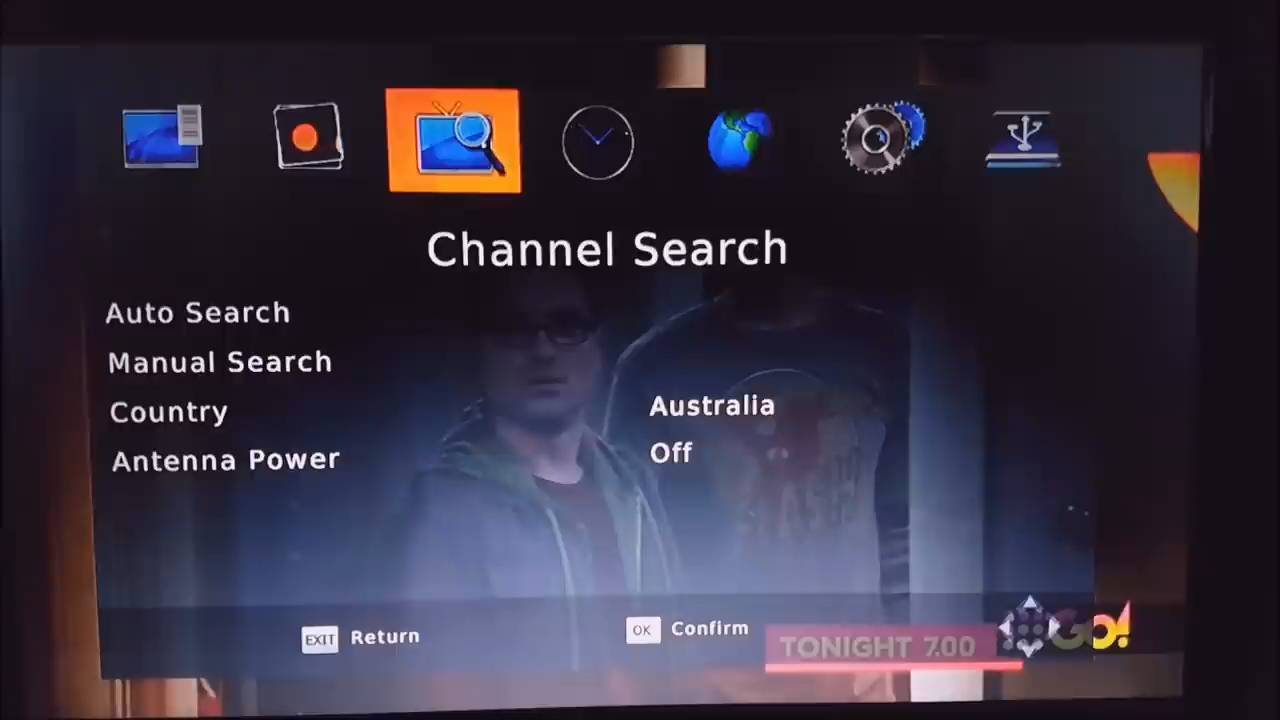 Channel Search
Auto Search
Manual Search
Country Australia
Antenna Power Off
EXIT Return
OK Confirm
TONIGHT 7.00
GO!